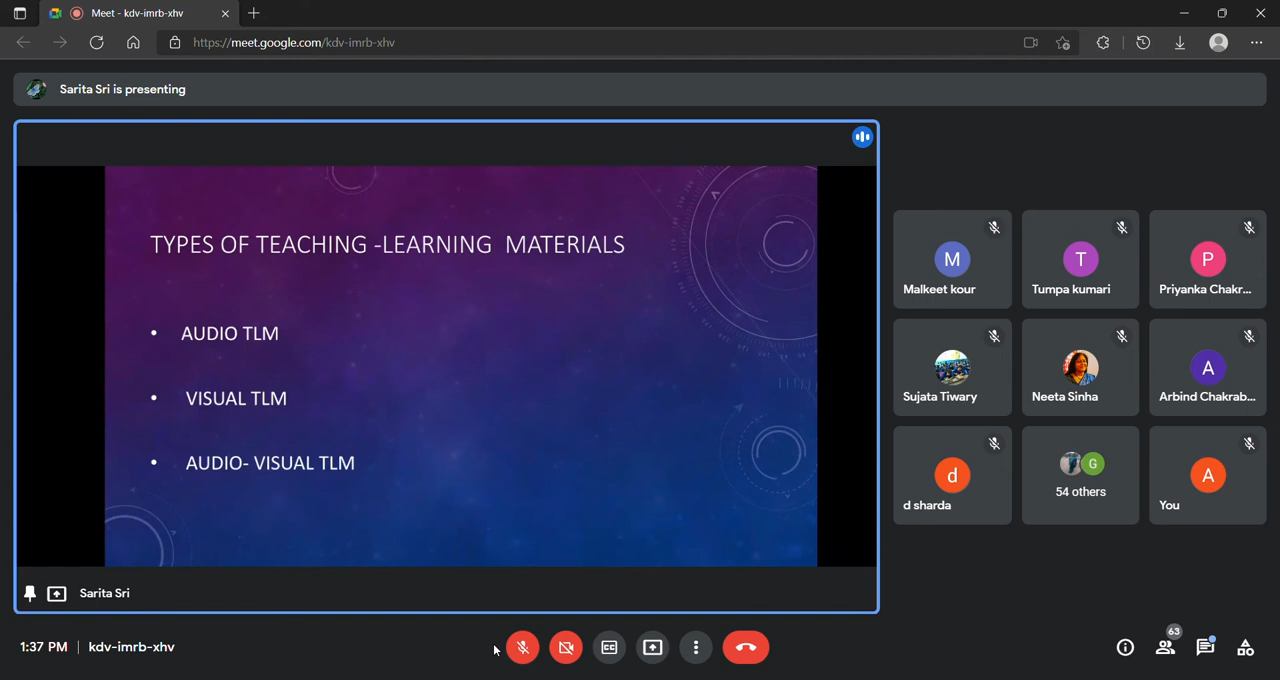 Meet - kdv-imrb-xhv
https://meet.google.com/kdv-imrb-xhv
Sarita Sri is presenting
TYPES OF TEACHING -LEARNING MATERIALS
• AUDIO TLM
• VISUAL TLM
• AUDIO- VISUAL TLM
Sarita Sri
M
Malkeet kour
T
Tumpa kumari
P
Priyanka Chakr...
Sujata Tiwary
Neeta Sinha
A
Arbind Chakrab...
d
d sharda
G
54 others
A
You
1:37 PM | kdv-imrb-xhv
CC
63